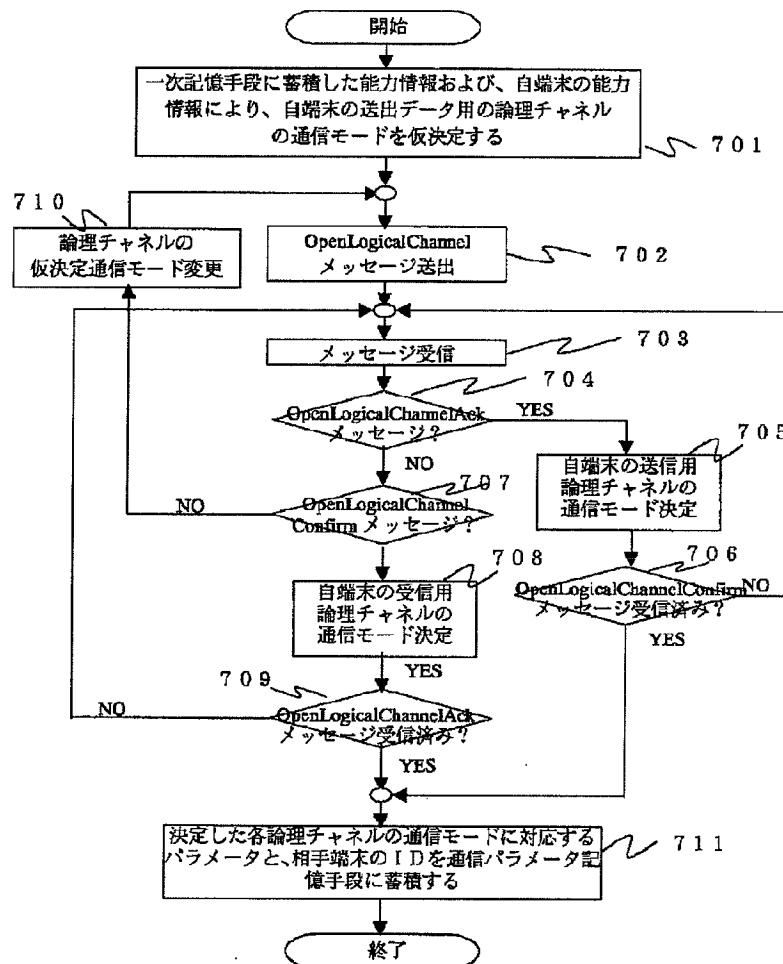 開始
一次記憶手段に蓄積した能力情報および、自端末の能力
情報により、自端末の送出データ用の論理チャネル
の通信モードを仮決定する
701
710
論理チャネルの
仮決定通信モード変更
OpenLogicalChannel
メッセージ送出
702
メッセージ受信
703
704
OpenLogicalChannelAck
メッセージ？
YES
NO
705
自端末の送信用
論理チャネルの
通信モード決定
707
OpenLogicalChannel
Confirm メッセージ？
NO
706
OpenLogicalChannelConfirm
メッセージ受信済み？
NO
YES
708
自端末の受信用
論理チャネルの
通信モード決定
YES
709
OpenLogicalChannelAck
メッセージ受信済み？
NO
YES
決定した各論理チャネルの通信モードに対応する
パラメータと、相手端末のＩＤを通信パラメータ記
憶手段に蓄積する
711
終了